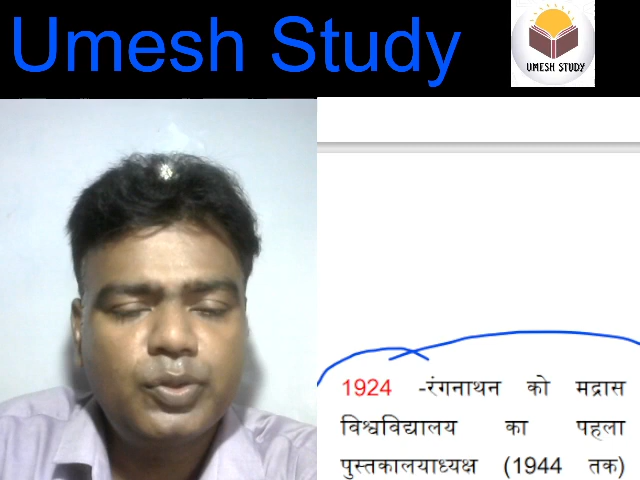 Umesh Study
UMESH STUDY
1924 -रंगनाथन को मद्रास
विश्वविद्यालय का पहला
पुस्तकालयाध्यक्ष (1944 तक)